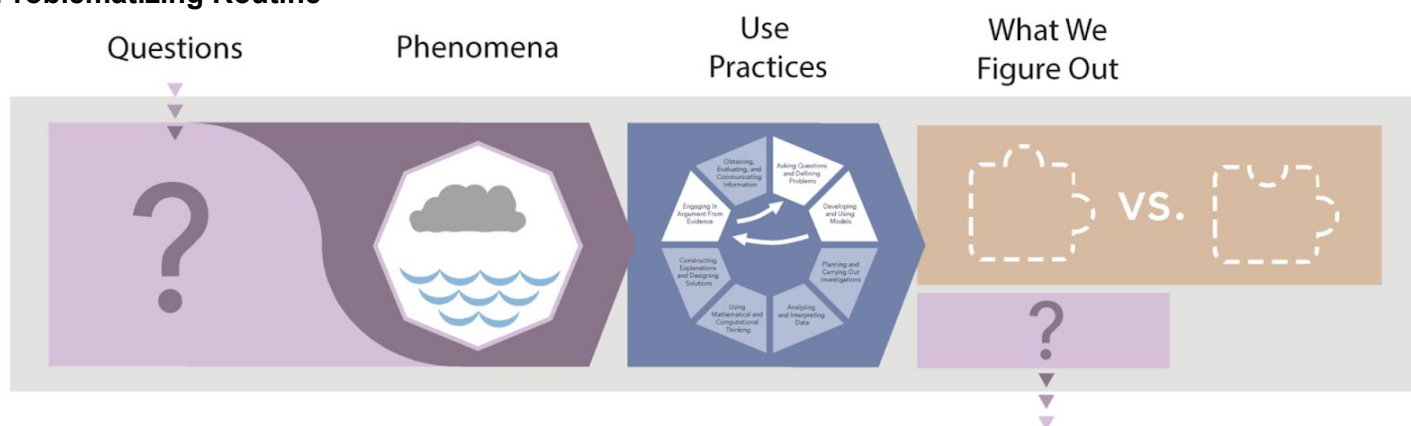 Problematizing Routine
Questions
Phenomena
Use
Practices
What We
Figure Out
?
Obtaining,
Evaluating, and
Communicating
Information
Asking Questions
and Defining
Problems
Engaging In
Argument From
Evidence
Developing
and Using
Models
Constructing
Explanations
and Designing
Solutions
Planning and
Carrying Out
Investigations
Using
Mathematical and
Computational
Thinking
Analyzing
and Interpreting
Data
VS.
?